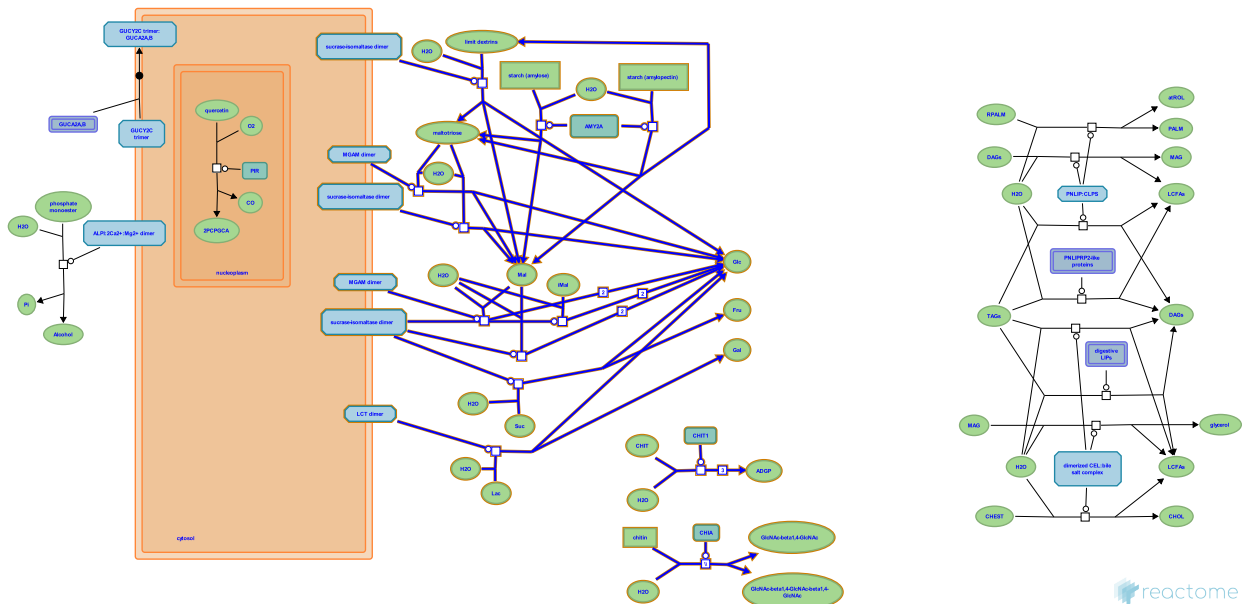 GUCY2C trimer:
GUCA2A,B
GUCA2A,B
GUCY2C
trimer
quercetin
O2
PIR
CO
2PCPGCA
nucleoplasm
cytosol
phosphate
monoester
H2O
ALPI:2Ca2+:Mg2+ dimer
Pi
Alcohol
sucrase-isomaltase dimer
H2O
limit dextrins
starch (amylose)
H2O
starch (amylopectin)
AMY2A
maltotriose
MGAM dimer
H2O
sucrase-isomaltase dimer
Glc
MGAM dimer
H2O
Mal
iMal
2
2
2
sucrase-isomaltase dimer
Fru
Gal
H2O
Suc
LCT dimer
H2O
Lac
CHIT
CHIT1
3
ADGP
H2O
chitin
CHIA
GlcNAc-beta1,4-GlcNAc
H2O
GlcNAc-beta1,4-GlcNAc-beta1,4-
GlcNAc
RPALM
atROL
PALM
DAGs
MAG
H2O
PNLIP:CLPS
LCFAs
PNLIPRP2-like
proteins
TAGs
DAGs
digestive
LIPs
MAG
glycerol
H2O
dimerized CEL:bile
salt complex
LCFAs
CHEST
CHOL
reactome